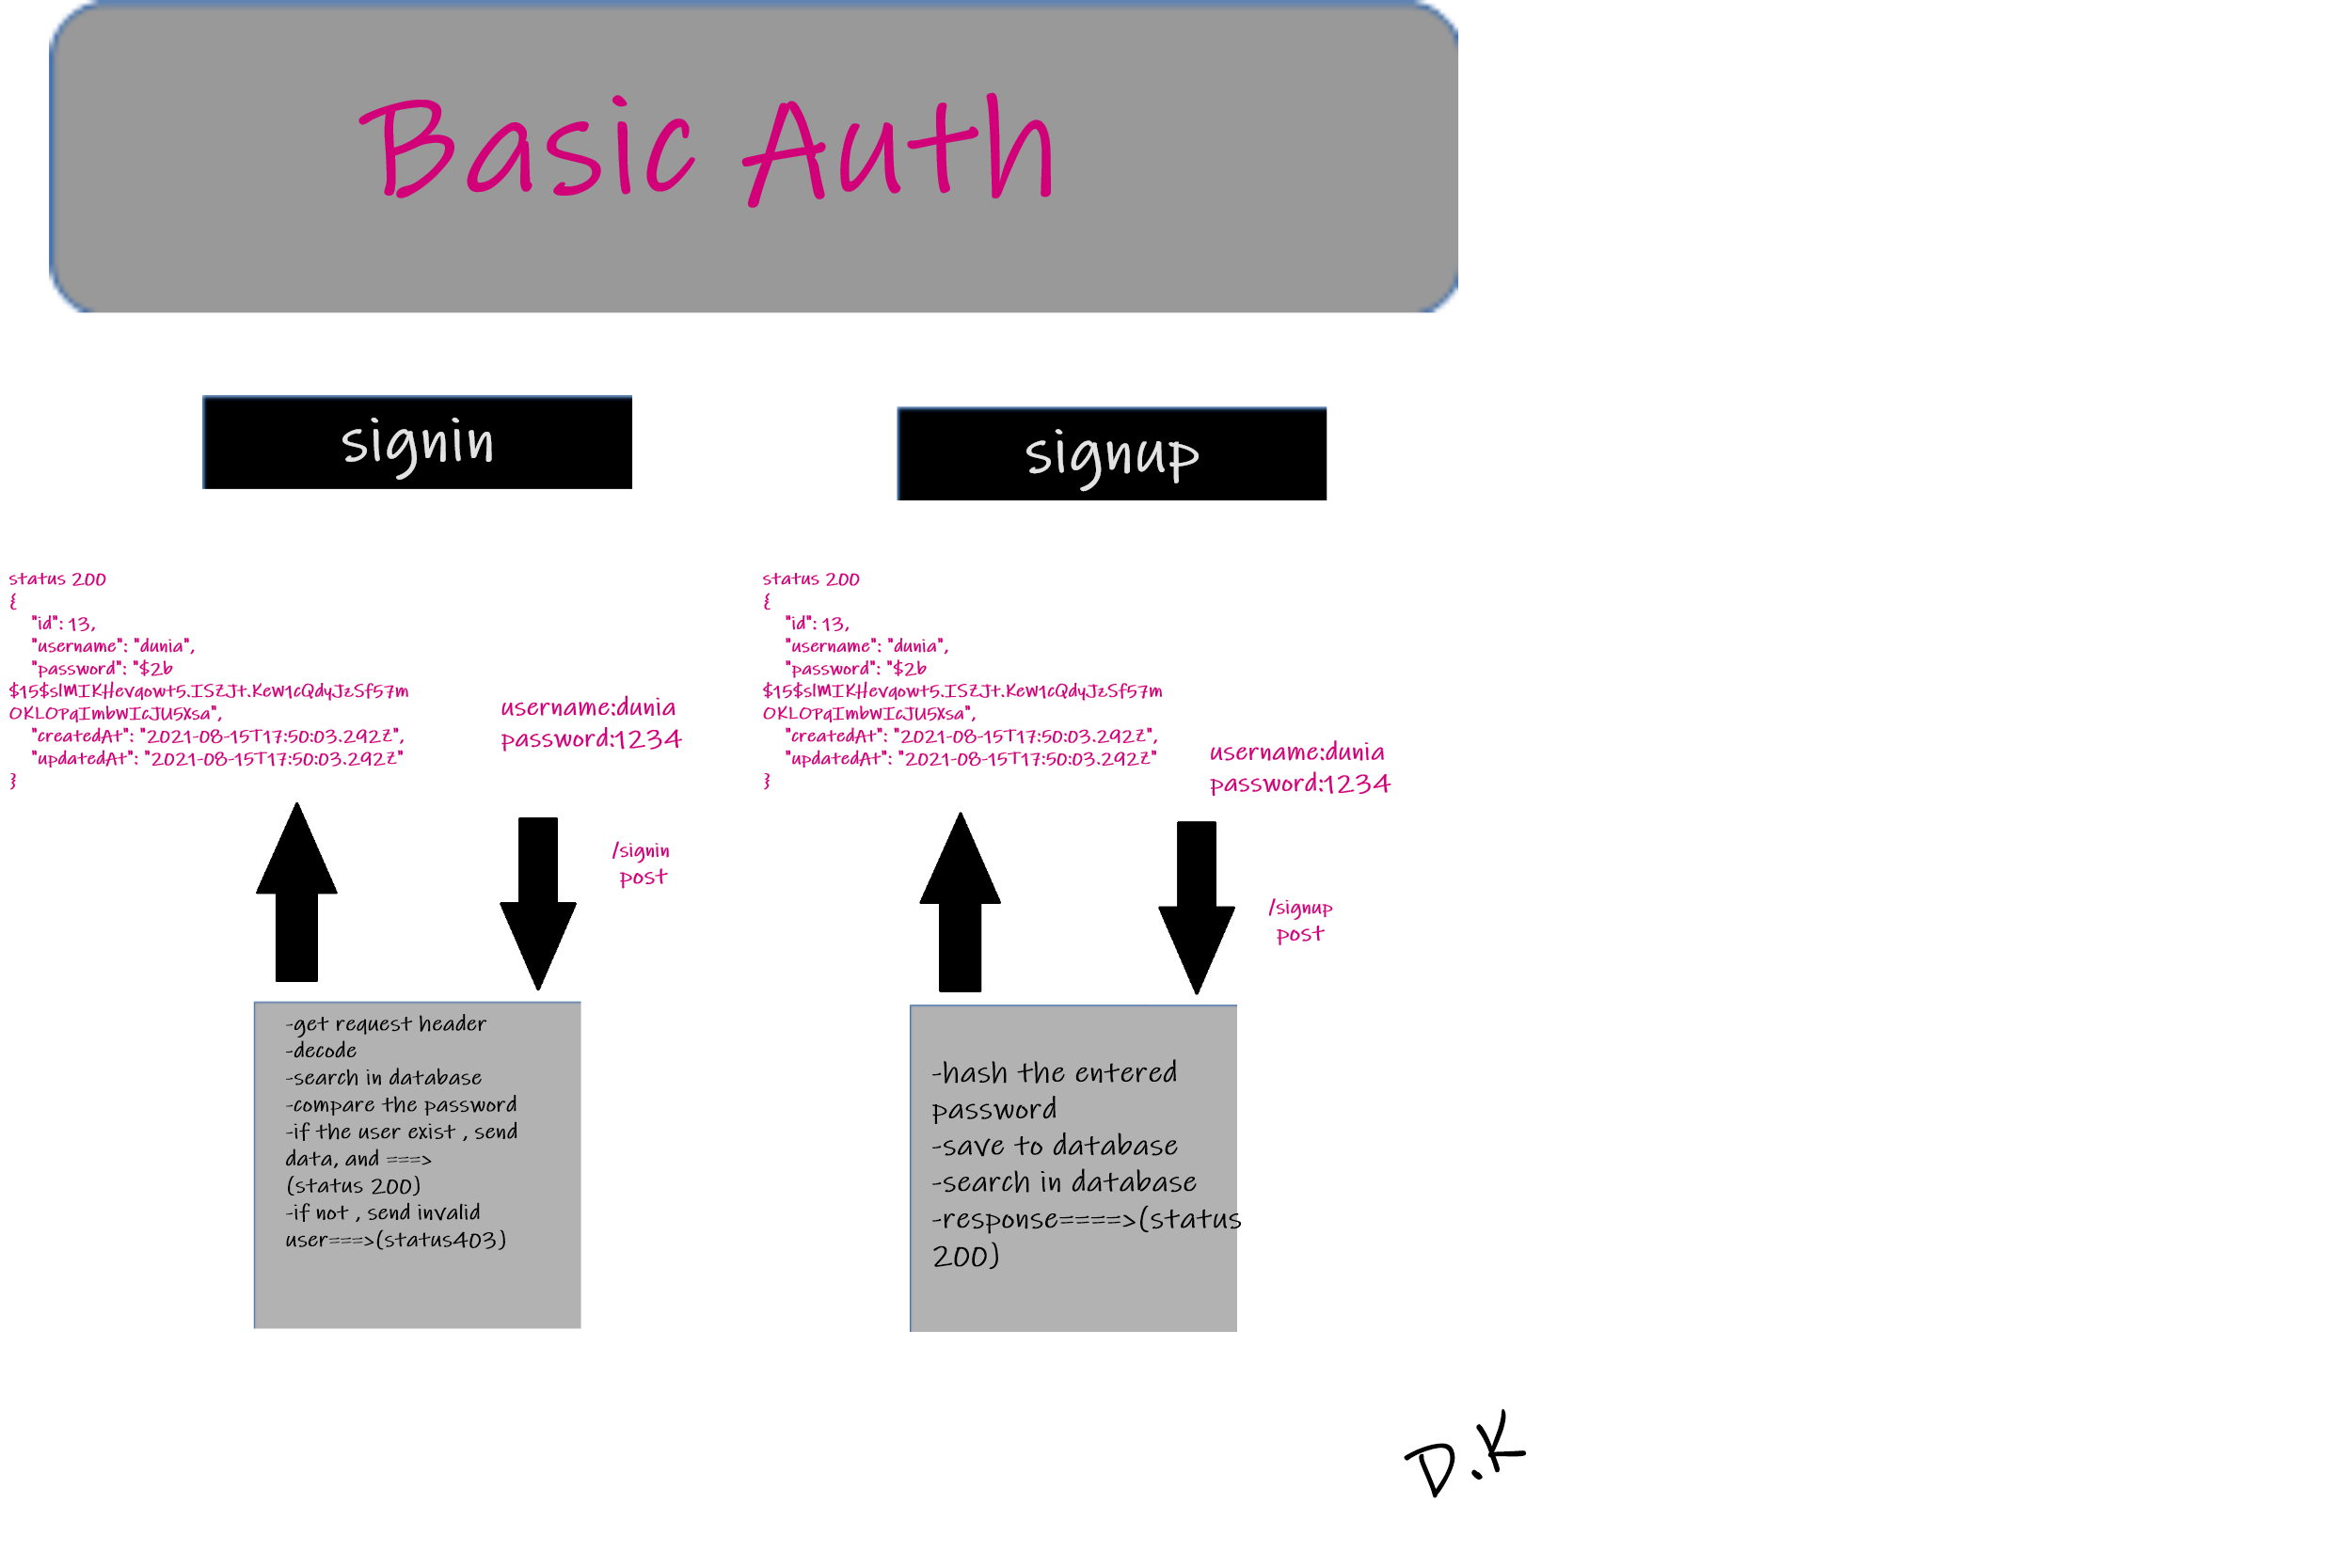 Basic Auth
signin
signup
status 200
{
"id": 13,
"username": "dunia",
"password": "$2b
$15$slMIKHevqowt5.ISZJt.KeW1cQdyJzSf57m
OKLOPqImbWIcJU5Xsa",
"createdAt": "2021-08-15T17:50:03.292Z",
"updatedAt": "2021-08-15T17:50:03.292Z"
}
username:dunia
password:1234
/signin
post
-get request header
-decode
-search in database
-compare the password
-if the user exist , send
data, and ===>
(status 200)
-if not , send invalid
user===>(status403)
status 200
{
"id": 13,
"username": "dunia",
"password": "$2b
$15$slMIKHevqowt5.ISZJt.KeW1cQdyJzSf57m
OKLOPqImbWIcJU5Xsa",
"createdAt": "2021-08-15T17:50:03.292Z",
"updatedAt": "2021-08-15T17:50:03.292Z"
}
username:dunia
password:1234
/signup
post
-hash the entered
password
-save to database
-search in database
-response====>(status
200)
D.K